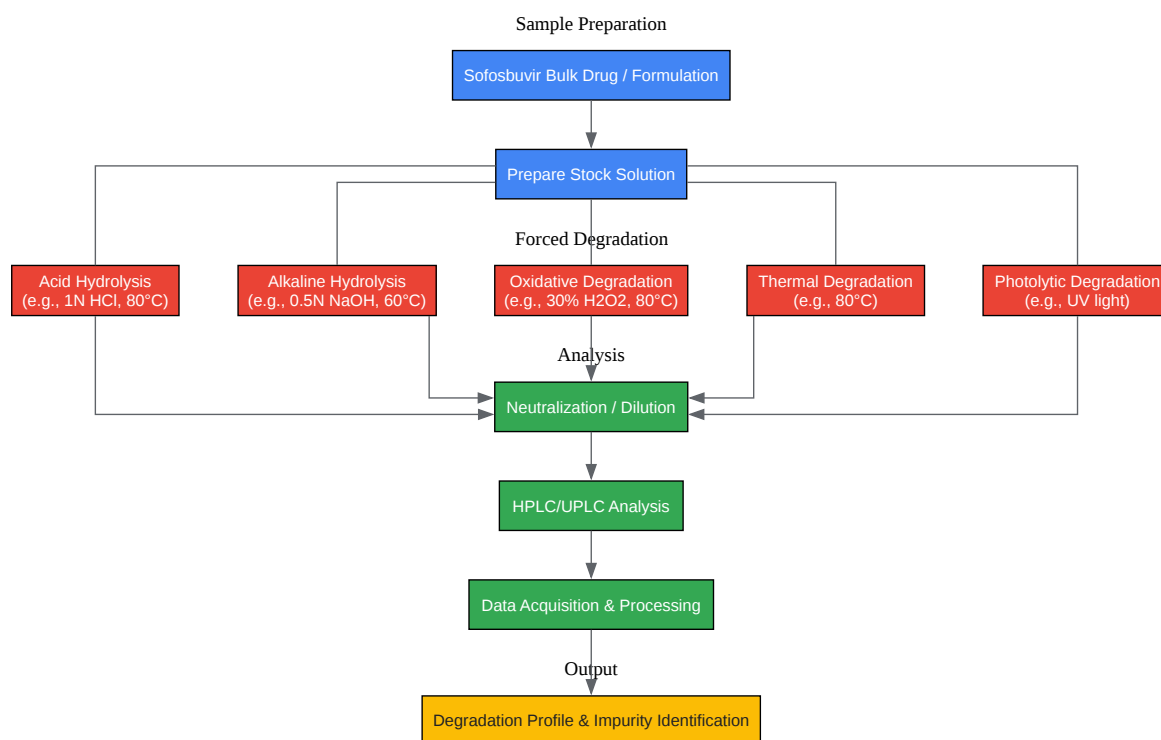 Sample Preparation
Sofosbuvir Bulk Drug / Formulation
Prepare Stock Solution
Forced Degradation
Acid Hydrolysis
(e.g., 1N HCl, 80°C)
Alkaline Hydrolysis
(e.g., 0.5N NaOH, 60°C)
Oxidative Degradation
(e.g., 30% H2O2, 80°C)
Thermal Degradation
(e.g., 80°C)
Photolytic Degradation
(e.g., UV light)
Analysis
Neutralization / Dilution
HPLC/UPLC Analysis
Data Acquisition & Processing
Output
Degradation Profile & Impurity Identification